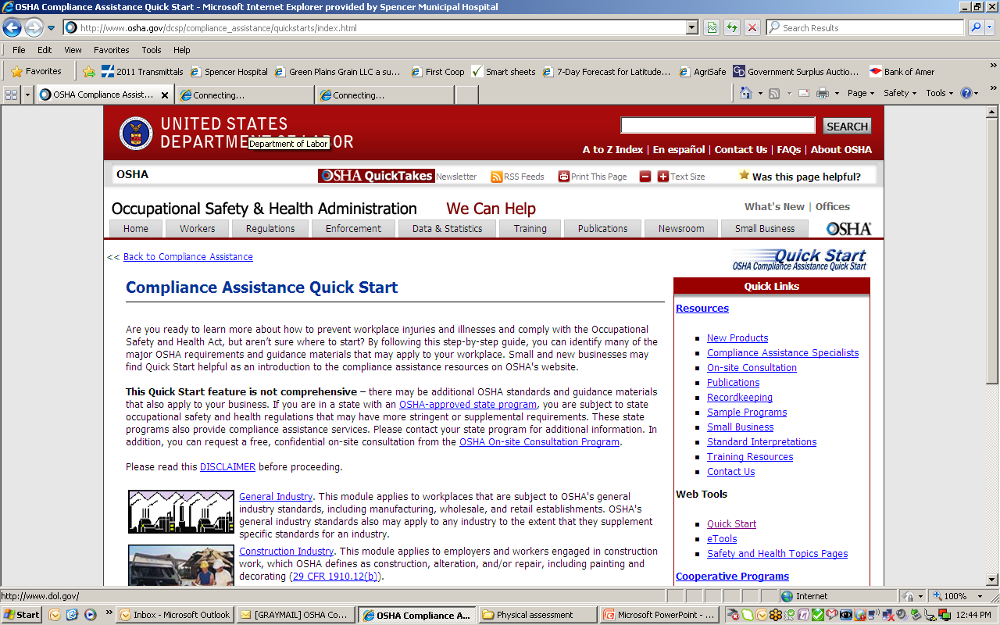 OSHA Compliance Assistance Quick Start - Microsoft Internet Explorer provided by Spencer Municipal Hospital
http://www.osha.gov/dcsp/compliance_assistance/quickstarts/index.html
Search Results
File Edit View Favorites Tools Help
Favorites 2011 Transmittals Spencer Hospital Green Plains Grain LLC a su... First Coop Smart sheets 7-Day Forecast for Latitude... AgriSafe Government Surplus Auctio... Bank of Amer
OSHA Compliance Assist... Connecting... Connecting... Page Safety Tools
UNITED STATES
DEPARTMENT OF LABOR
Department of Labor
SEARCH
A to Z Index | En español | Contact Us | FAQs | About OSHA
OSHA OSHA QuickTakes Newsletter RSS Feeds Print This Page Text Size Was this page helpful?
Occupational Safety & Health Administration We Can Help What's New | Offices
Home Workers Regulations Enforcement Data & Statistics Training Publications Newsroom Small Business OSHA
<< Back to Compliance Assistance
Quick Start
OSHA Compliance Assistance Quick Start
Compliance Assistance Quick Start
Are you ready to learn more about how to prevent workplace injuries and illnesses and comply with the Occupational
Safety and Health Act, but aren't sure where to start? By following this step-by-step guide, you can identify many of the
major OSHA requirements and guidance materials that may apply to your workplace. Small and new businesses may
find Quick Start helpful as an introduction to the compliance assistance resources on OSHA's website.
This Quick Start feature is not comprehensive – there may be additional OSHA standards and guidance materials
that also apply to your business. If you are in a state with an OSHA-approved state program, you are subject to state
occupational safety and health regulations that may have more stringent or supplemental requirements. These state
programs also provide compliance assistance services. Please contact your state program for additional information. In
addition, you can request a free, confidential on-site consultation from the OSHA On-site Consultation Program.
Please read this DISCLAIMER before proceeding.
General Industry. This module applies to workplaces that are subject to OSHA's general
industry standards, including manufacturing, wholesale, and retail establishments. OSHA's
general industry standards also may apply to any industry to the extent that they supplement
specific standards for an industry.
Construction Industry. This module applies to employers and workers engaged in construction
work, which OSHA defines as construction, alteration, and/or repair, including painting and
decorating (29 CFR 1910.12(b)).
Quick Links
Resources
New Products
Compliance Assistance Specialists
On-site Consultation
Publications
Recordkeeping
Sample Programs
Small Business
Standard Interpretations
Training Resources
Contact Us
Web Tools
Quick Start
eTools
Safety and Health Topics Pages
Cooperative Programs
http://www.dol.gov/ Internet 100%
Start Inbox - Microsoft Outlook [GRAYMAIL] OSHA Co... OSHA Compliance A... Physical assessment Microsoft PowerPoint - ... 12:44 PM